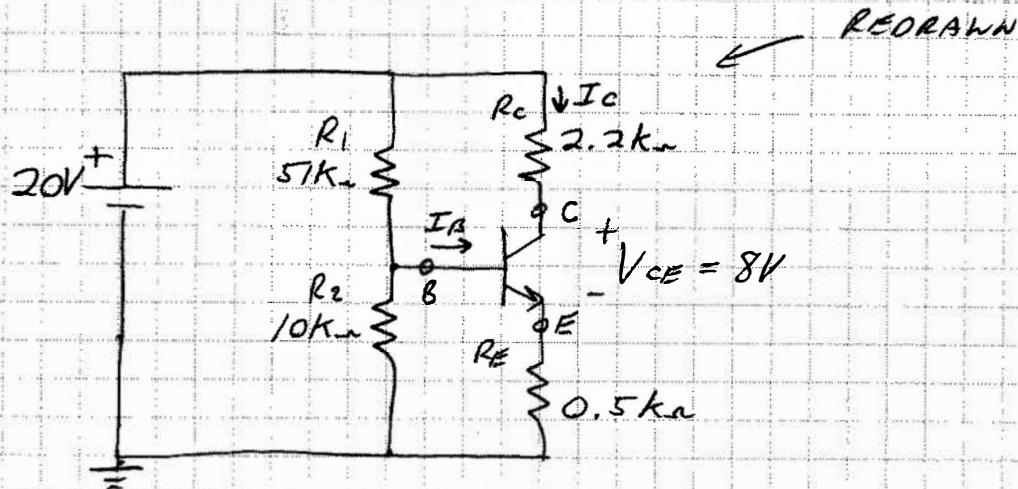 REDRAWN
Rc ↓ Ic
2.2kΩ
R1
51kΩ
20V +
C
IB →
+
VCE = 8V
-
B
R2
10kΩ
E
RE
0.5kΩ